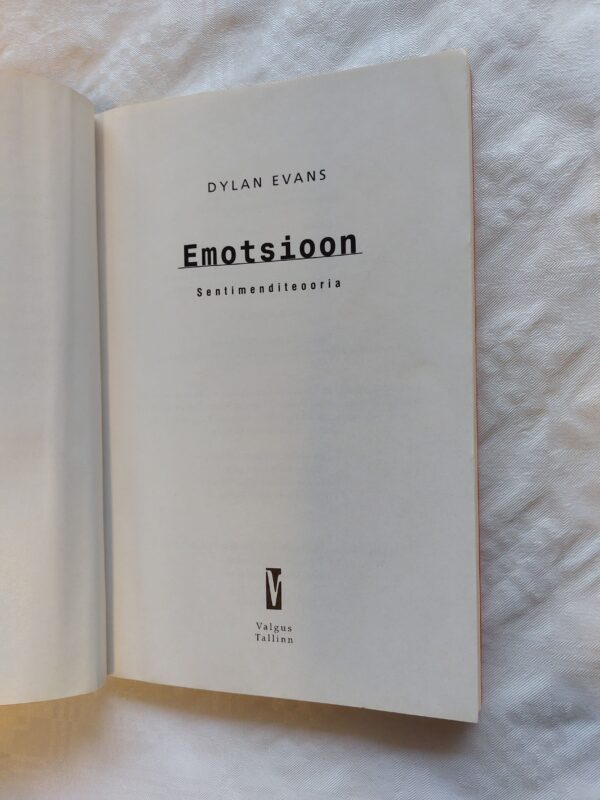 DYLAN EVANS
Emotsioon
Sentimenditeooria
V
Valgus
Tallinn